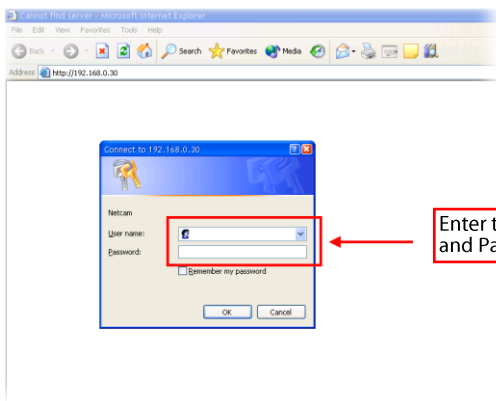 Cannot find server - Microsoft Internet Explorer
File Edit View Favorites Tools Help
Back Search Favorites Media
Address http://192.168.0.30
Connect to 192.168.0.30
Netcam
User name:
Password:
Remember my password
OK Cancel
Enter
and